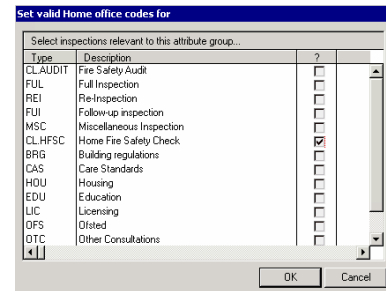 Set valid Home office codes for
Select inspections relevant to this attribute group...
Type Description ?
CL.AUDIT Fire Safety Audit
FUL Full Inspection
REI Re-Inspection
FUI Follow-up inspection
MSC Miscellaneous Inspection
CL.HFSC Home Fire Safety Check
BRG Building regulations
CAS Care Standards
HOU Housing
EDU Education
LIC Licensing
OFS Ofsted
OTC Other Consultations
OK Cancel